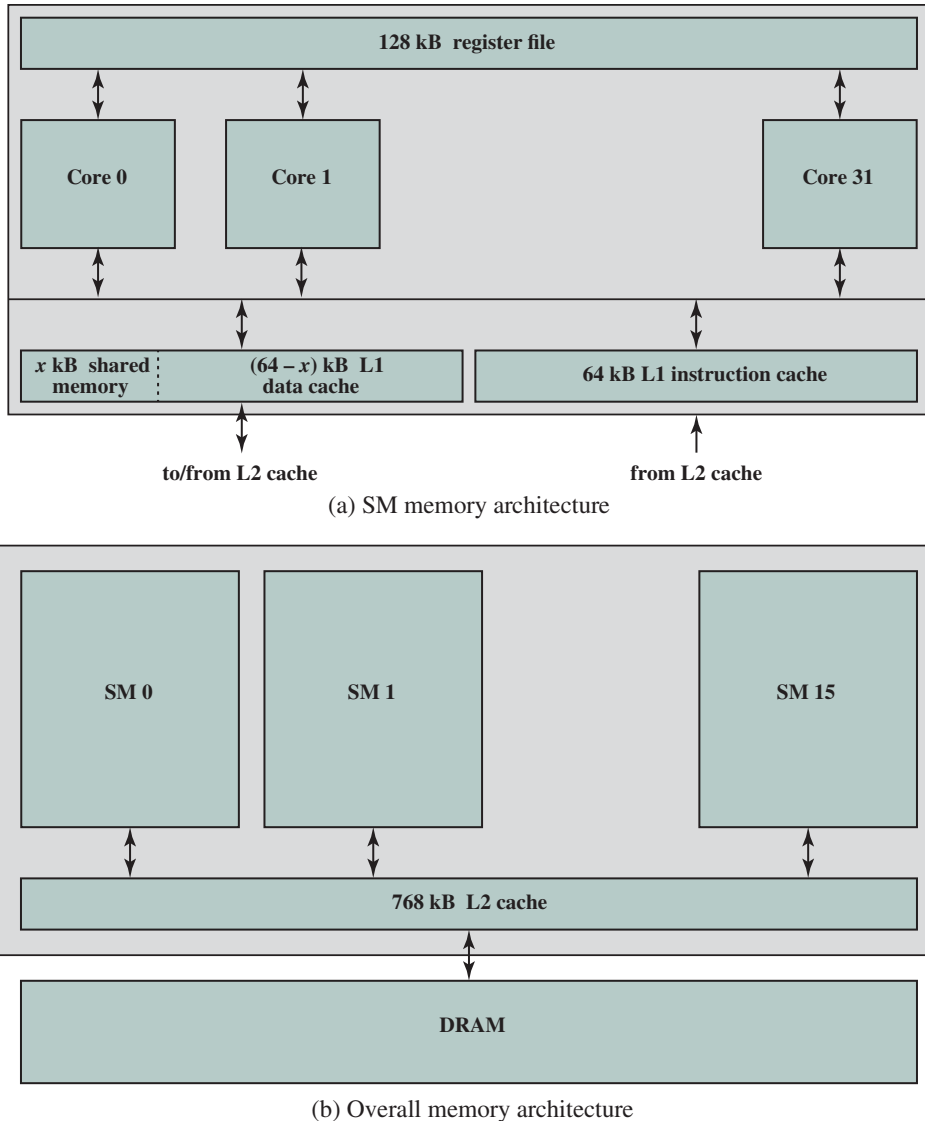 128 kB register file
Core 0
Core 1
Core 31
x kB shared
memory
(64 – x) kB L1
data cache
64 kB L1 instruction cache
to/from L2 cache
from L2 cache
(a) SM memory architecture
SM 0
SM 1
SM 15
768 kB L2 cache
DRAM
(b) Overall memory architecture